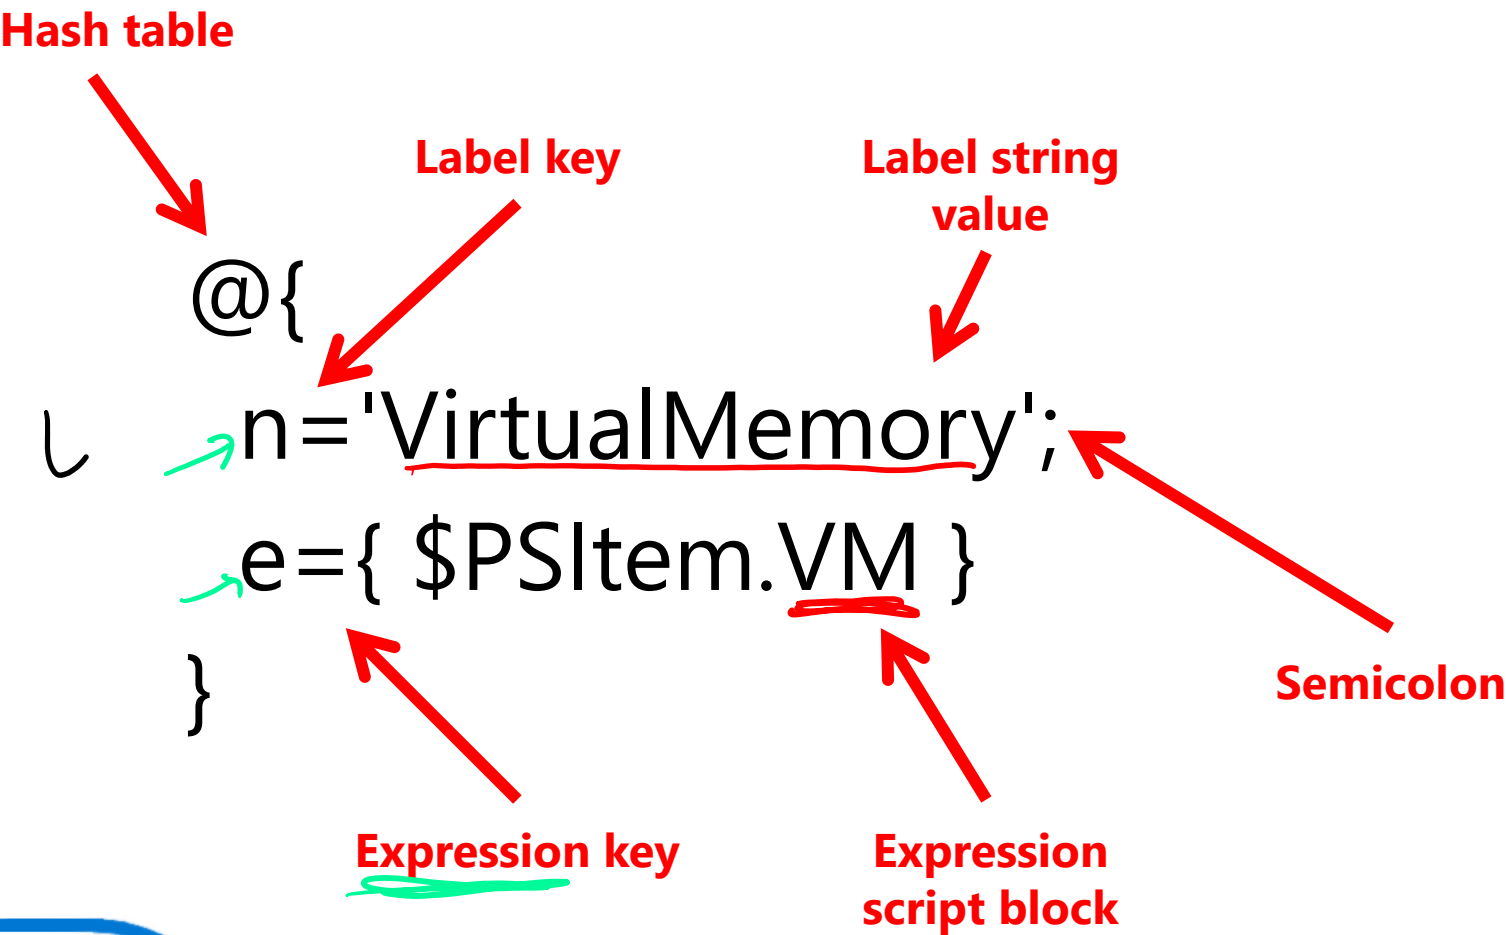 Hash table
Label key
Label string
value
@{
l n='VirtualMemory';
e={ $PSItem.VM }
}
Semicolon
Expression key
Expression
script block